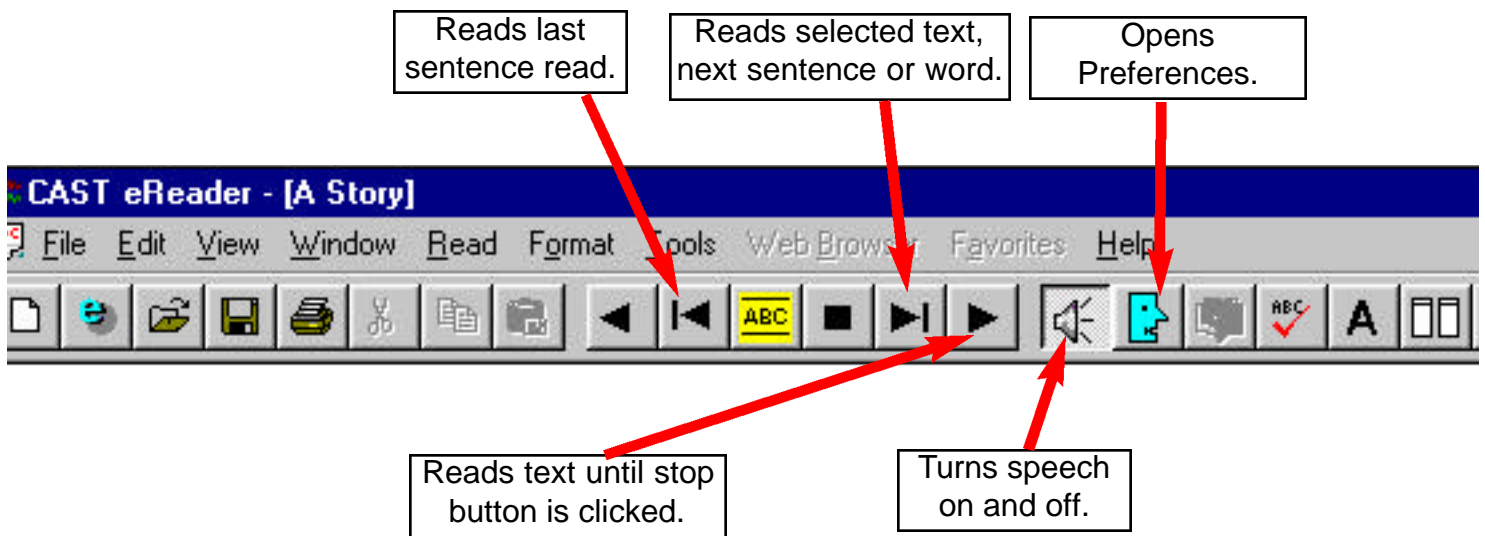 Reads last
sentence read.
Reads selected text,
next sentence or word.
Opens
Preferences.
CAST eReader - [A Story]
File Edit View Window Read Format Tools Web Browser Favorites Help
ABC
ABC
A
Reads text until stop
button is clicked.
Turns speech
on and off.